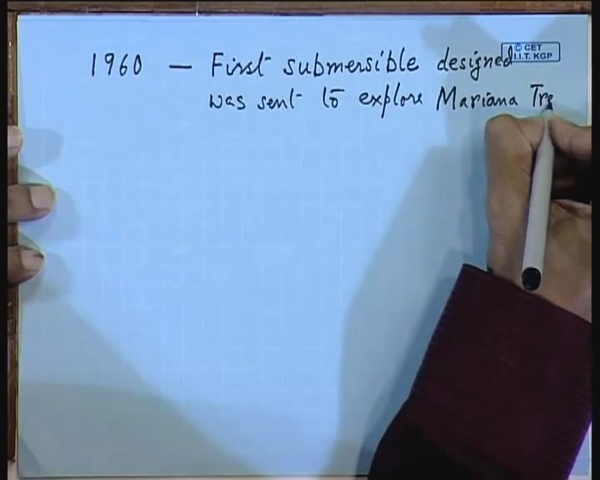 1960 — First submersible designed
was sent to explore Mariana Tre
© CET
I.I.T. KGP